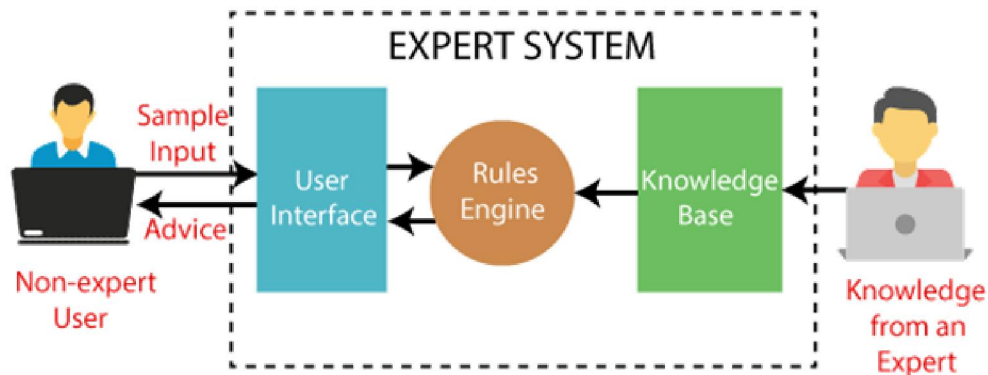 EXPERT SYSTEM
Sample
Input
Advice
Non-expert
User
User
Interface
Rules
Engine
Knowledge
Base
Knowledge
from an
Expert